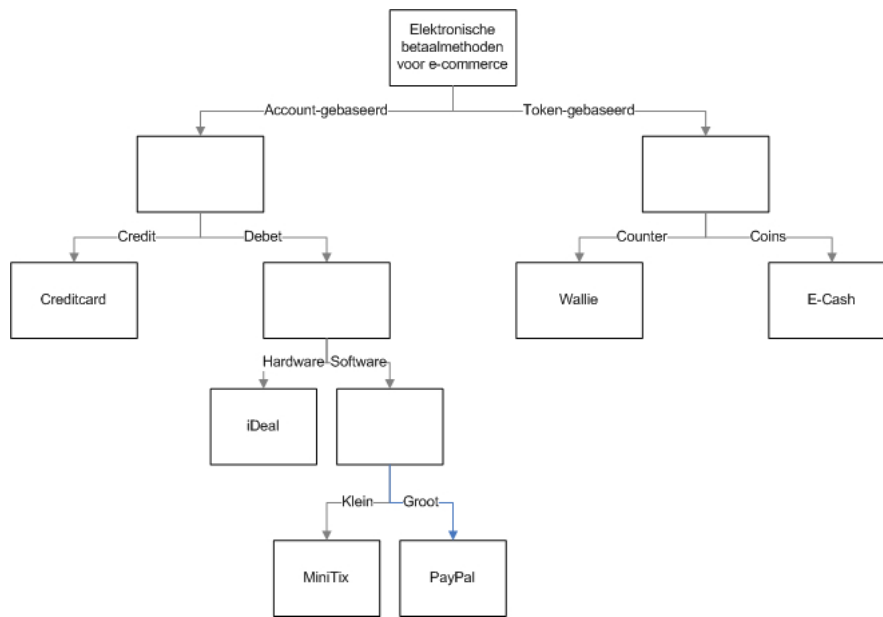 Elektronische
betaalmethoden
voor e-commerce
Account-gebaseerd
Token-gebaseerd
Credit
Debet
Counter
Coins
Creditcard
Wallie
E-Cash
Hardware
Software
iDeal
Klein
Groot
MiniTix
PayPal